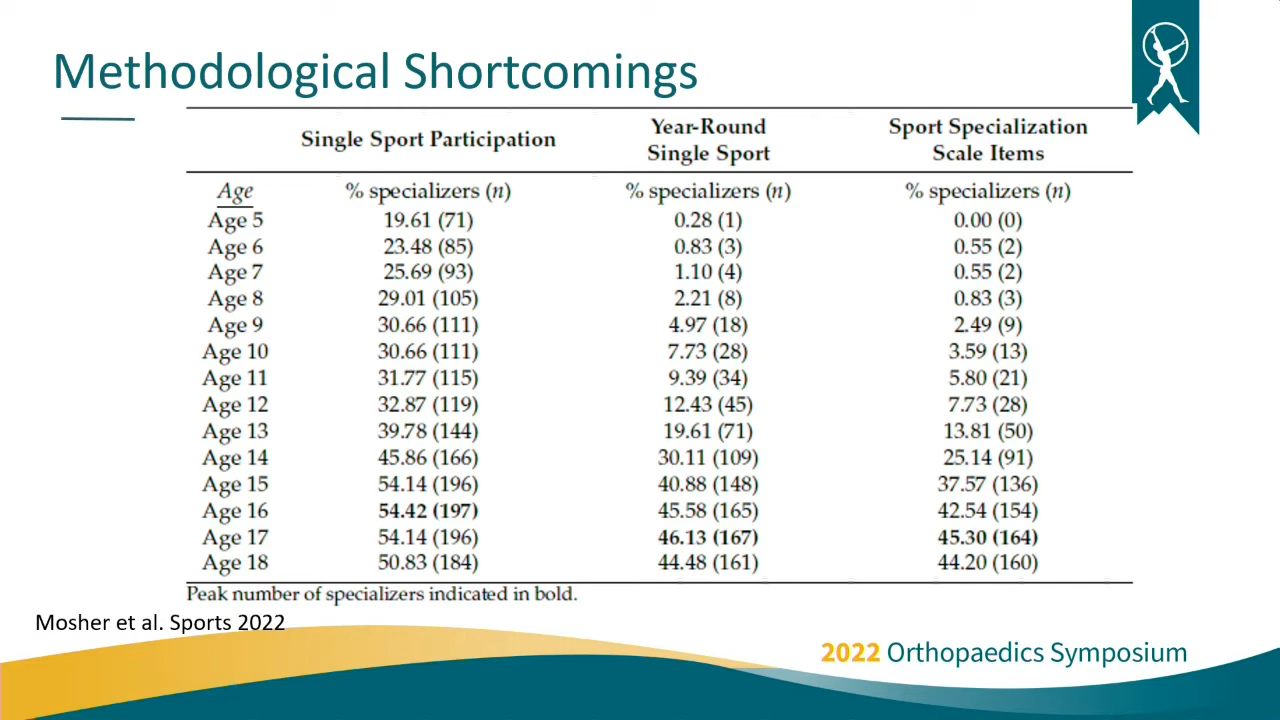 Methodological Shortcomings
Single Sport Participation
Year-Round
Single Sport
Sport Specialization
Scale Items
Age % specializers (n) % specializers (n) % specializers (n)
Age 5 19.61 (71) 0.28 (1) 0.00 (0)
Age 6 23.48 (85) 0.83 (3) 0.55 (2)
Age 7 25.69 (93) 1.10 (4) 0.55 (2)
Age 8 29.01 (105) 2.21 (8) 0.83 (3)
Age 9 30.66 (111) 4.97 (18) 2.49 (9)
Age 10 30.66 (111) 7.73 (28) 3.59 (13)
Age 11 31.77 (115) 9.39 (34) 5.80 (21)
Age 12 32.87 (119) 12.43 (45) 7.73 (28)
Age 13 39.78 (144) 19.61 (71) 13.81 (50)
Age 14 45.86 (166) 30.11 (109) 25.14 (91)
Age 15 54.14 (196) 40.88 (148) 37.57 (136)
Age 16 54.42 (197) 45.58 (165) 42.54 (154)
Age 17 54.14 (196) 46.13 (167) 45.30 (164)
Age 18 50.83 (184) 44.48 (161) 44.20 (160)
Peak number of specializers indicated in bold.
Mosher et al. Sports 2022
2022 Orthopaedics Symposium